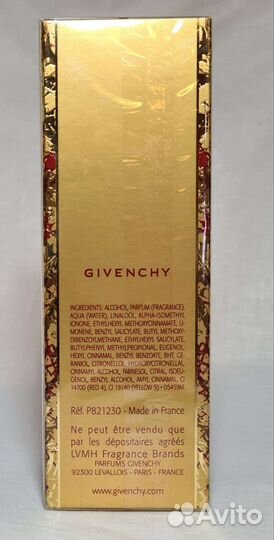 GIVENCHY
INGREDIENTS: ALCOHOL, PARFUM (FRAGRANCE),
AQUA (WATER), LINALOOL, ALPHA-ISOMETHYL
IONONE, ETHYLHEXYL METHOXYCINNAMATE, LI-
MONENE, BENZYL SALICYLATE, BUTYL METHOXY-
DIBENZOYLMETHANE, ETHYLHEXYL SALICYLATE,
BUTYLPHENYL METHYLPROPIONAL, EUGENOL,
HEXYL CINNAMAL, BENZYL BENZOATE, BHT, GE-
RANIOL, CITRONELLOL, HYDROXYCITRONELLAL,
CINNAMYL ALCOHOL, FARNESOL, CITRAL, ISOEU-
GENOL, BENZYL ALCOHOL, AMYL CINNAMAL, CI
14700 (RED 4), CI 19140 (YELLOW 5) • 05459M.
Réf. P821230 - Made in France
Ne peut être vendu que
par les dépositaires agréés
LVMH Fragrance Brands
PARFUMS GIVENCHY
92300 LEVALLOIS - PARIS - FRANCE
www.givenchy.com
Avito